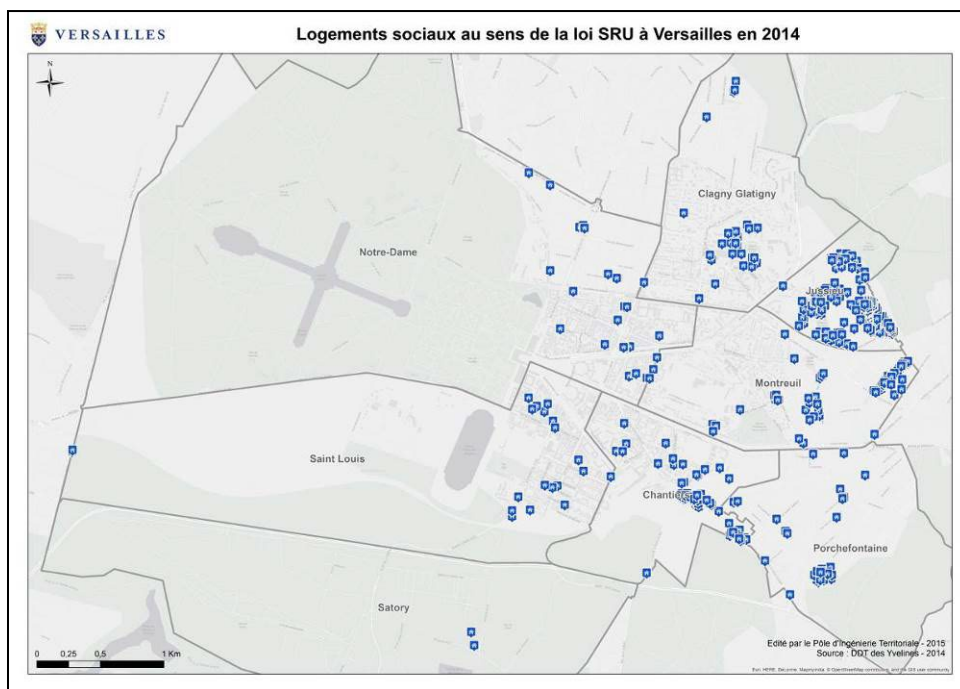 VERSAILLES
Logements sociaux au sens de la loi SRU à Versailles en 2014
N
Clagny Glatigny
Notre-Dame
Jussieu
Montreuil
Saint Louis
Chantiers
Porchefontaine
Satory
0 0,25 0,5 1 Km
Edité par le Pôle d'Ingénierie Territoriale - 2015
Source : DDT des Yvelines - 2014